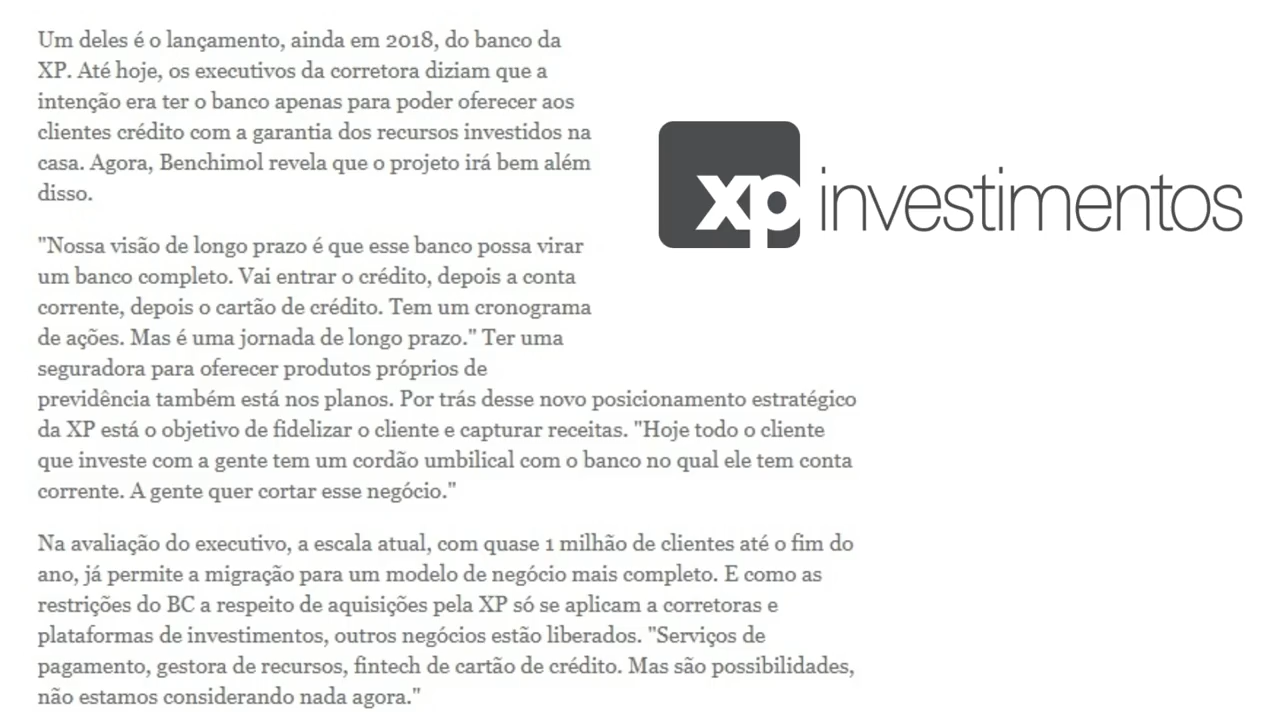 Um deles é o lançamento, ainda em 2018, do banco da
XP. Até hoje, os executivos da corretora diziam que a
intenção era ter o banco apenas para poder oferecer aos
clientes crédito com a garantia dos recursos investidos na
casa. Agora, Benchimol revela que o projeto irá bem além
disso.
"Nossa visão de longo prazo é que esse banco possa virar
um banco completo. Vai entrar o crédito, depois a conta
corrente, depois o cartão de crédito. Tem um cronograma
de ações. Mas é uma jornada de longo prazo." Ter uma
seguradora para oferecer produtos próprios de
previdência também está nos planos. Por trás desse novo posicionamento estratégico
da XP está o objetivo de fidelizar o cliente e capturar receitas. "Hoje todo o cliente
que investe com a gente tem um cordão umbilical com o banco no qual ele tem conta
corrente. A gente quer cortar esse negócio."
Na avaliação do executivo, a escala atual, com quase 1 milhão de clientes até o fim do
ano, já permite a migração para um modelo de negócio mais completo. E como as
restrições do BC a respeito de aquisições pela XP só se aplicam a corretoras e
plataformas de investimentos, outros negócios estão liberados. "Serviços de
pagamento, gestora de recursos, fintech de cartão de crédito. Mas são possibilidades,
não estamos considerando nada agora."
xp investimentos